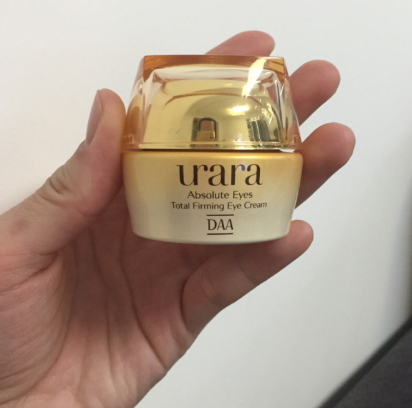 urara
Absolute Eyes
Total Firming Eye Cream
DAA